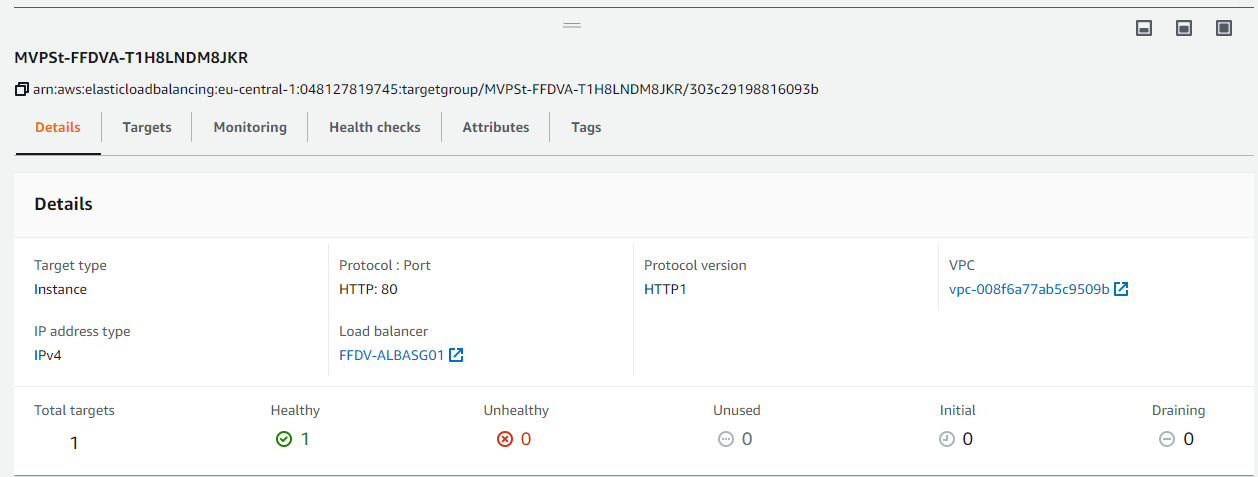 MVPSt-FFDVA-T1H8LNDM8JKR
arn:aws:elasticloadbalancing:eu-central-1:048127819745:targetgroup/MVPSt-FFDVA-T1H8LNDM8JKR/303c29198816093b
Details Targets Monitoring Health checks Attributes Tags
Details
Target type Protocol : Port Protocol version VPC
Instance HTTP: 80 HTTP1 vpc-008f6a77ab5c9509b
IP address type Load balancer
IPv4 FFDV-ALBASG01
Total targets Healthy Unhealthy Unused Initial Draining
1 1 0 0 0 0